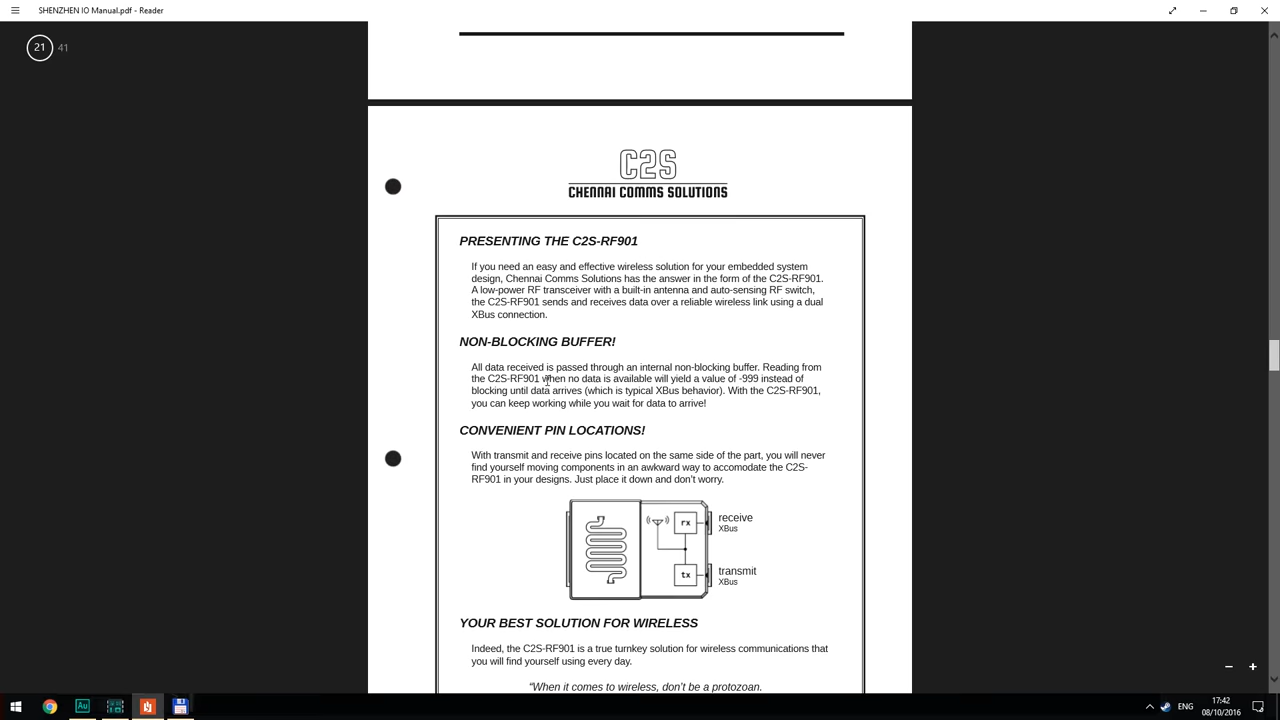 SHENZHEN IO Manual.pdf - Reader
21 41
C2S
CHENNAI COMMS SOLUTIONS
PRESENTING THE C2S-RF901
If you need an easy and effective wireless solution for your embedded system
design, Chennai Comms Solutions has the answer in the form of the C2S-RF901.
A low-power RF transceiver with a built-in antenna and auto-sensing RF switch,
the C2S-RF901 sends and receives data over a reliable wireless link using a dual
XBus connection.
NON-BLOCKING BUFFER!
All data received is passed through an internal non-blocking buffer. Reading from
the C2S-RF901 when no data is available will yield a value of -999 instead of
blocking until data arrives (which is typical XBus behavior). With the C2S-RF901,
you can keep working while you wait for data to arrive!
CONVENIENT PIN LOCATIONS!
With transmit and receive pins located on the same side of the part, you will never
find yourself moving components in an awkward way to accomodate the C2S-
RF901 in your designs. Just place it down and don't worry.
rx
receive
XBus
tx
transmit
XBus
YOUR BEST SOLUTION FOR WIRELESS
Indeed, the C2S-RF901 is a true turnkey solution for wireless communications that
you will find yourself using every day.
"When it comes to wireless, don't be a protozoan.
Au
ENG
17:42
08/10/2016